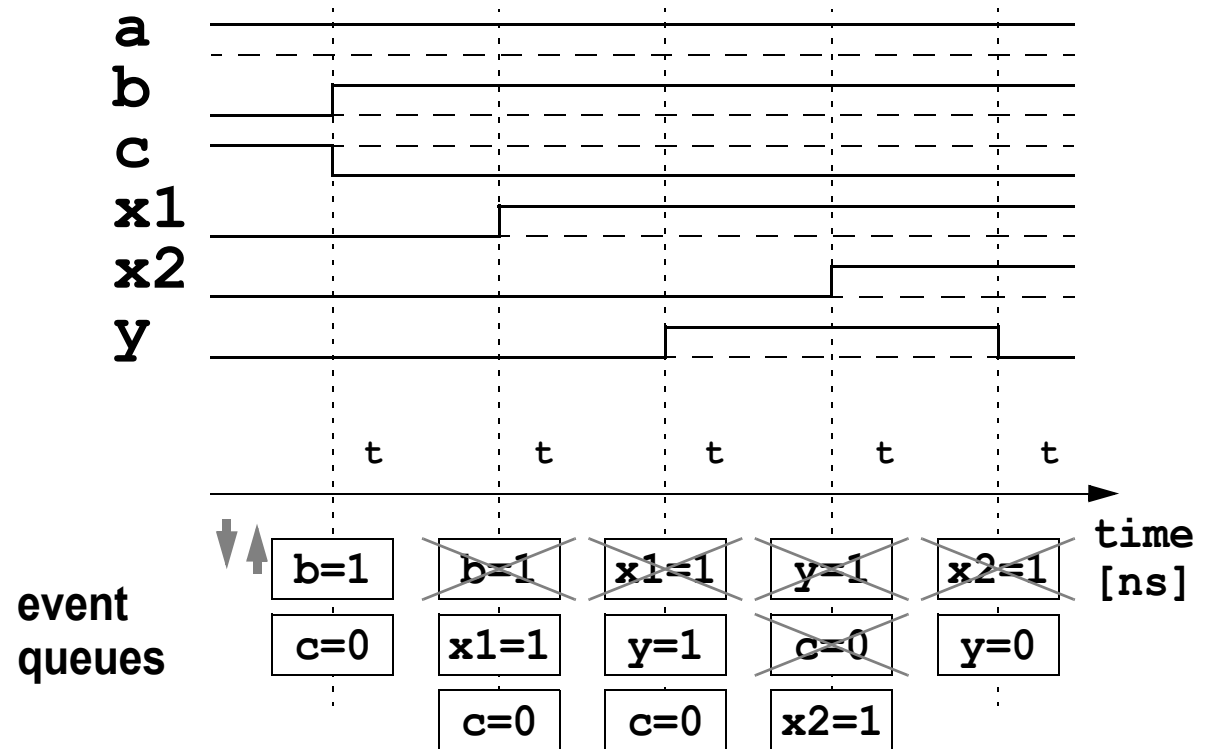 a
b
c
x1
x2
y
t t t t t
time
[ns]
event
queues
b=1 b=1 x1=1 y=1 x2=1
c=0 x1=1 y=1 c=0 y=0
c=0 c=0 x2=1